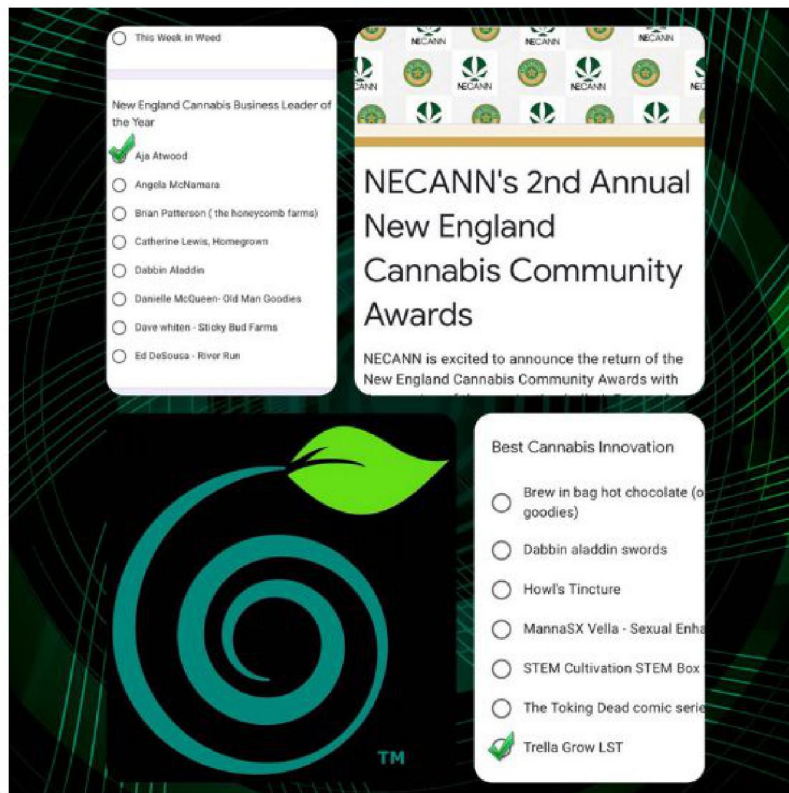 This Week in Weed
New England Cannabis Business Leader of
the Year
Aja Atwood
Angela McNamara
Brian Patterson ( the honeycomb farms)
Catherine Lewis, Homegrown
Dabbin Aladdin
Danielle McQueen- Old Man Goodies
Dave whiten - Sticky Bud Farms
Ed DeSousa - River Run
NECANN NECANN NECANN
CANN NECANN NECANN NEC
NECANN's 2nd Annual
New England
Cannabis Community
Awards
NECANN is excited to announce the return of the
New England Cannabis Community Awards with
TM
Best Cannabis Innovation
Brew in bag hot chocolate (o
goodies)
Dabbin aladdin swords
Howl's Tincture
MannaSX Vella - Sexual Enha
STEM Cultivation STEM Box
The Toking Dead comic serie
Trella Grow LST